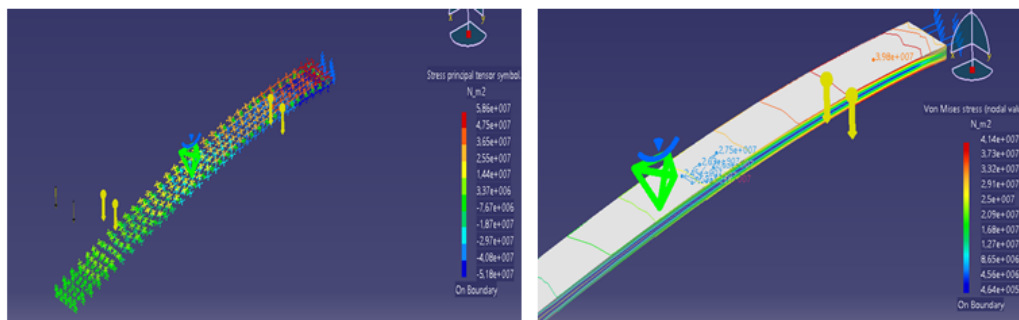 Stress principal tensor symbol.
N_m2
5.86e+007
4.75e+007
3.65e+007
2.55e+007
1.44e+007
3.37e+006
-7.67e+006
-1.87e+007
-2.97e+007
-4.08e+007
-5.18e+007
On Boundary
3.98e+007
2.75e+007
Von Mises stress (nodal val
N_m2
4.14e+007
3.73e+007
3.32e+007
2.91e+007
2.5e+007
2.09e+007
1.68e+007
1.27e+007
8.65e+006
4.56e+006
4.64e+005
On Boundary